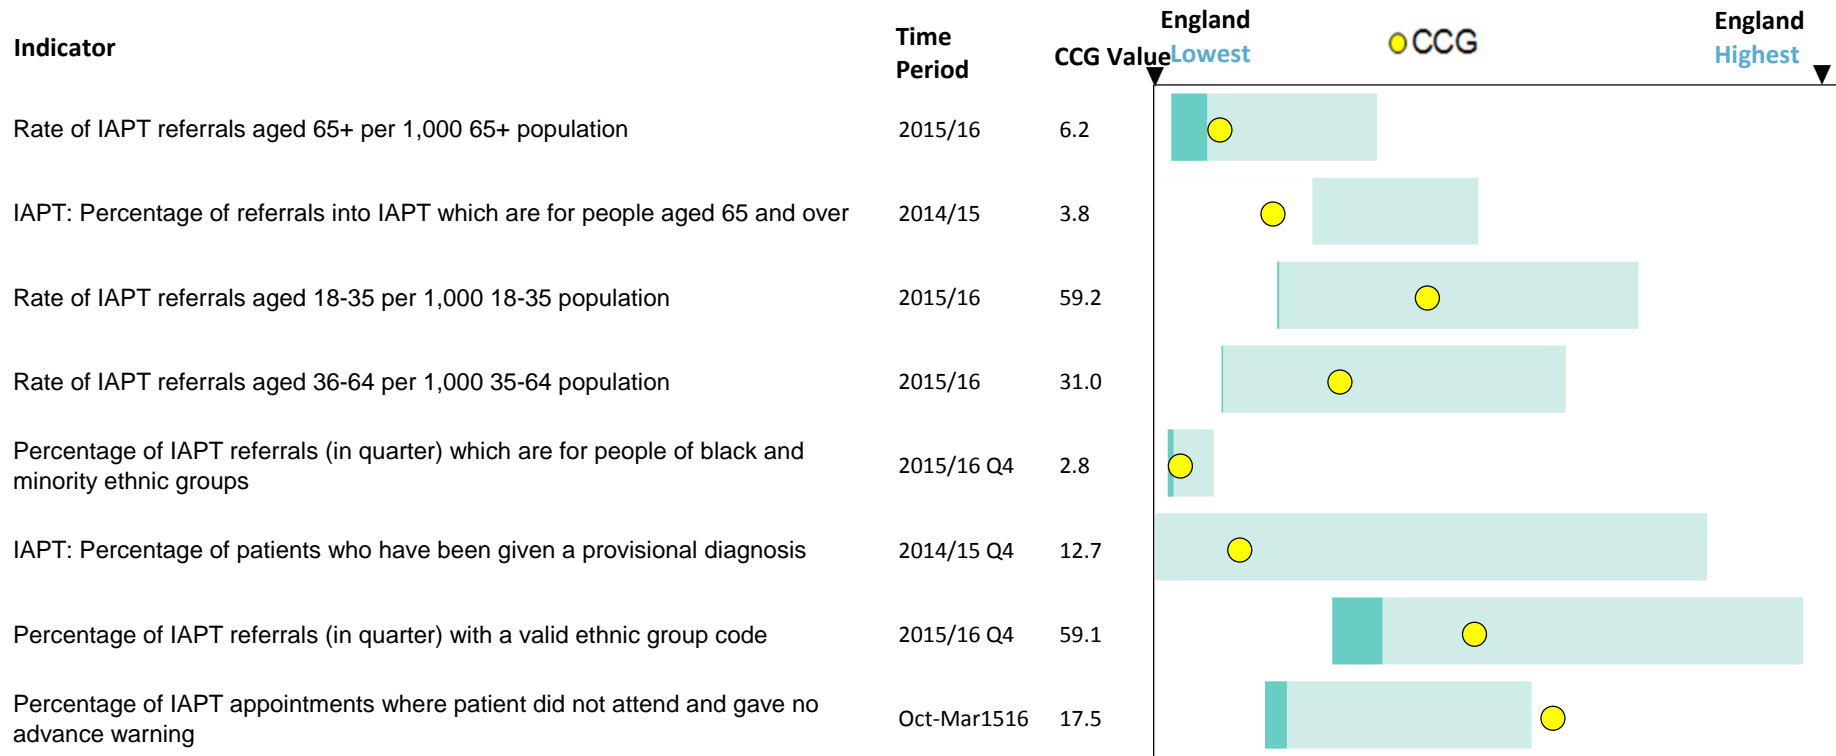 Indicator
Time
Period
CCG Value
England
Lowest
CCG
England
Highest
Rate of IAPT referrals aged 65+ per 1,000 65+ population 2015/16 6.2
IAPT: Percentage of referrals into IAPT which are for people aged 65 and over 2014/15 3.8
Rate of IAPT referrals aged 18-35 per 1,000 18-35 population 2015/16 59.2
Rate of IAPT referrals aged 36-64 per 1,000 35-64 population 2015/16 31.0
Percentage of IAPT referrals (in quarter) which are for people of black and
minority ethnic groups 2015/16 Q4 2.8
IAPT: Percentage of patients who have been given a provisional diagnosis 2014/15 Q4 12.7
Percentage of IAPT referrals (in quarter) with a valid ethnic group code 2015/16 Q4 59.1
Percentage of IAPT appointments where patient did not attend and gave no
advance warning Oct-Mar1516 17.5